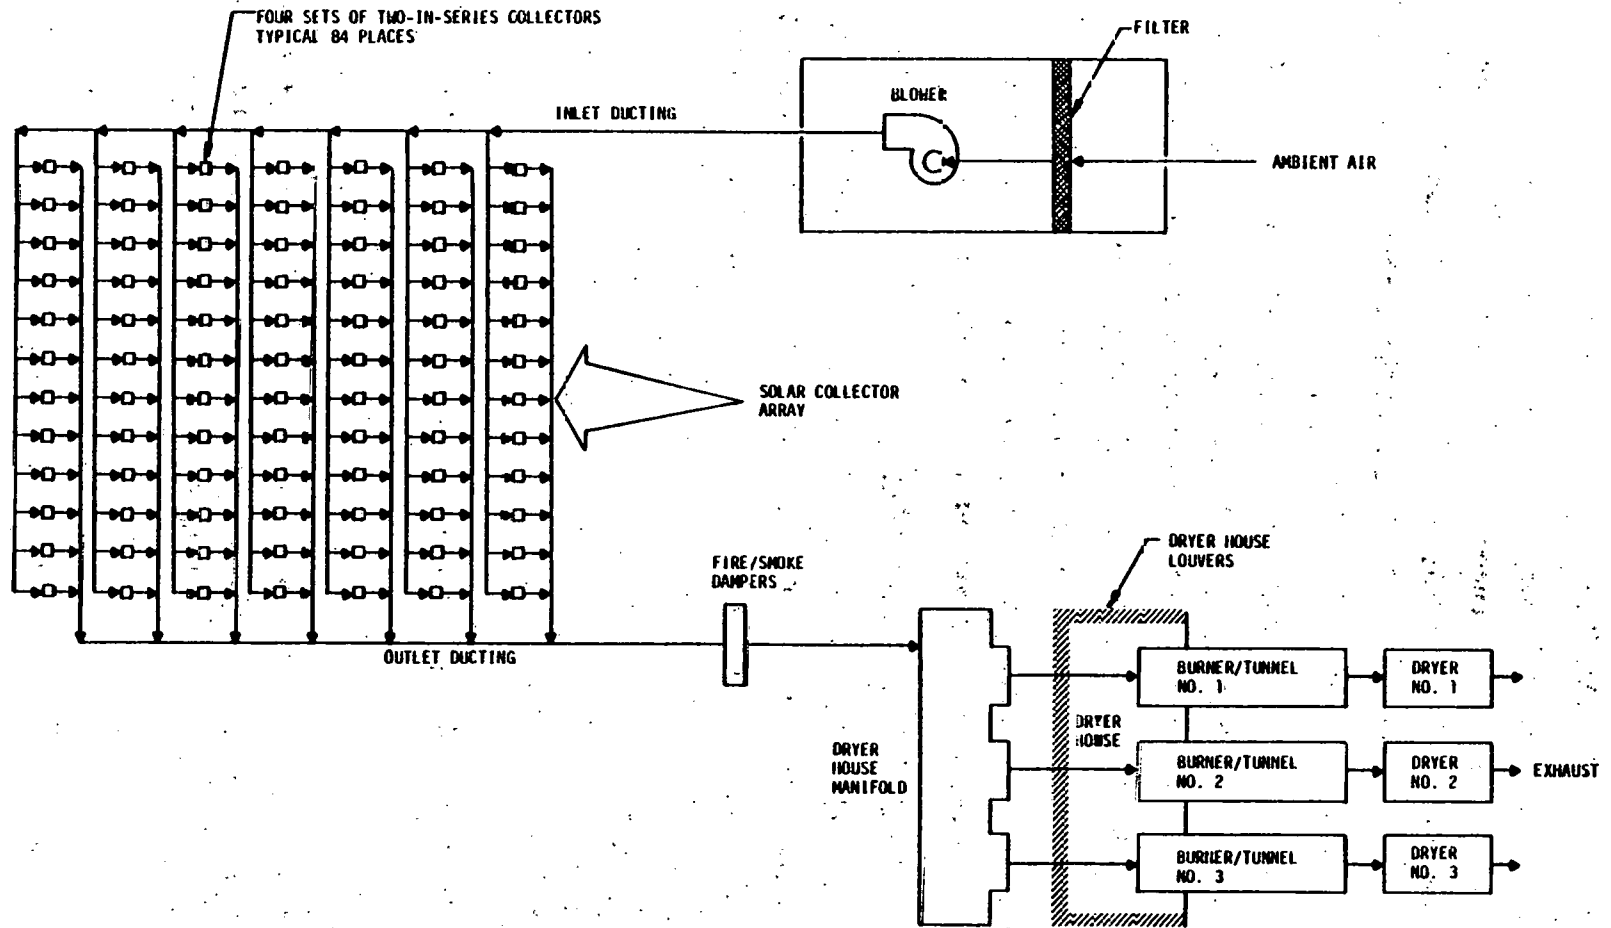 FOUR SETS OF TWO-IN-SERIES COLLECTORS
TYPICAL 84 PLACES
FILTER
BLOWER
INLET DUCTING
AMBIENT AIR
SOLAR COLLECTOR
ARRAY
DRYER HOUSE
LOUVERS
FIRE/SMOKE
DAMPERS
OUTLET DUCTING
BURNER/TUNNEL
NO. 1
DRYER
NO. 1
DRYER
HOUSE
DRYER
HOUSE
MANIFOLD
BURNER/TUNNEL
NO. 2
DRYER
NO. 2
EXHAUST
BURNER/TUNNEL
NO. 3
DRYER
NO. 3